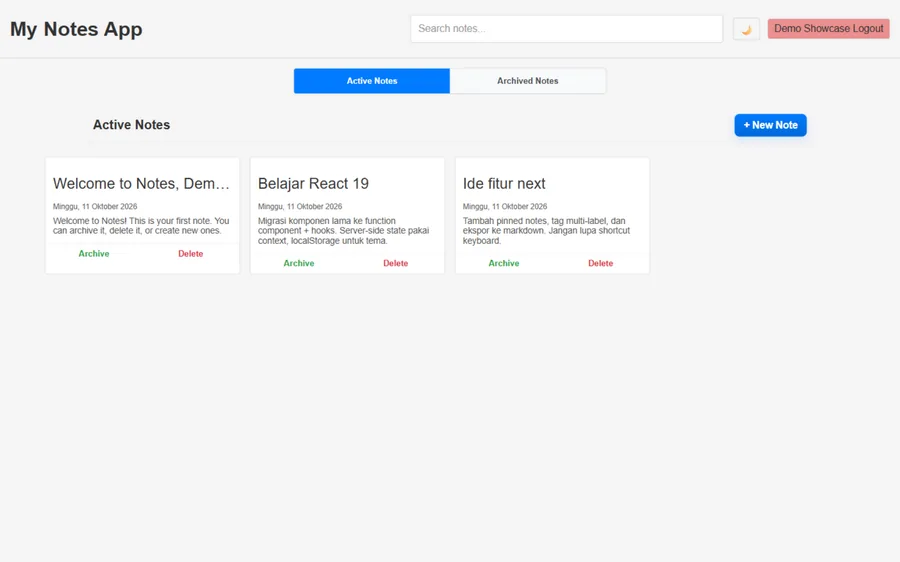 My Notes App
Search notes...
Demo Showcase Logout
Active Notes
Archived Notes
Active Notes
+ New Note
Welcome to Notes, Dem...
Minggu, 11 Oktober 2026
Welcome to Notes! This is your first note. You
can archive it, delete it, or create new ones.
Archive
Delete
Belajar React 19
Minggu, 11 Oktober 2026
Migrasi komponen lama ke function
component + hooks. Server-side state pakai
context, localStorage untuk tema.
Archive
Delete
Ide fitur next
Minggu, 11 Oktober 2026
Tambah pinned notes, tag multi-label, dan
ekspor ke markdown. Jangan lupa shortcut
keyboard.
Archive
Delete